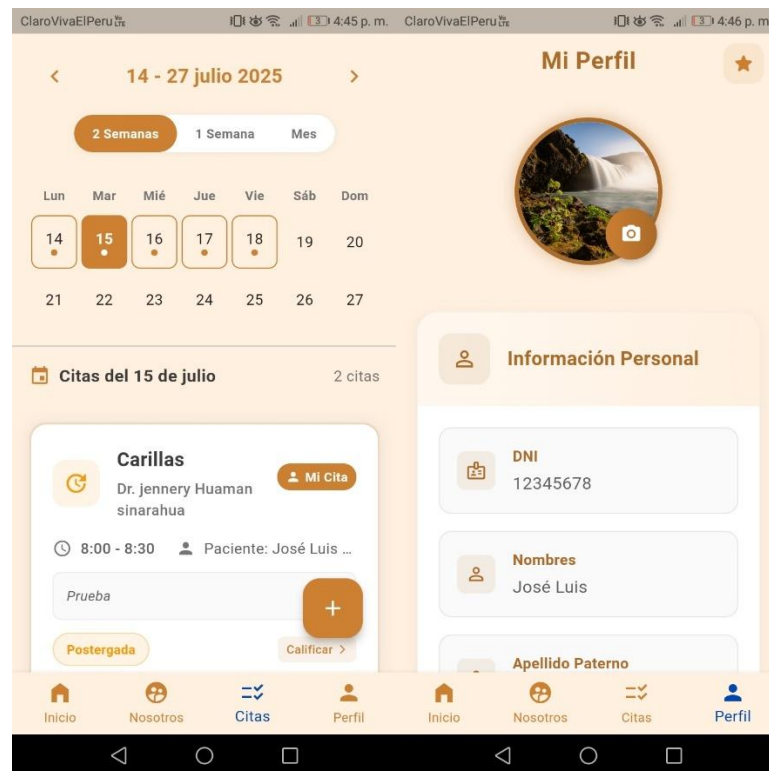 ClaroVivaElPeru VoLTE 3 4:45 p. m.
14 - 27 julio 2025
2 Semanas 1 Semana Mes
Lun Mar Mié Jue Vie Sáb Dom
14 15 16 17 18 19 20
21 22 23 24 25 26 27
Citas del 15 de julio 2 citas
Carillas
Mi Cita
Dr. jennery Huaman
sinarahua
8:00 - 8:30 Paciente: José Luis ...
Prueba
+
Postergada Calificar >
Inicio Nosotros Citas Perfil
ClaroVivaElPeru VoLTE 3 4:46 p. m
Mi Perfil
Información Personal
DNI
12345678
Nombres
José Luis
Apellido Paterno
Inicio Nosotros Citas Perfil